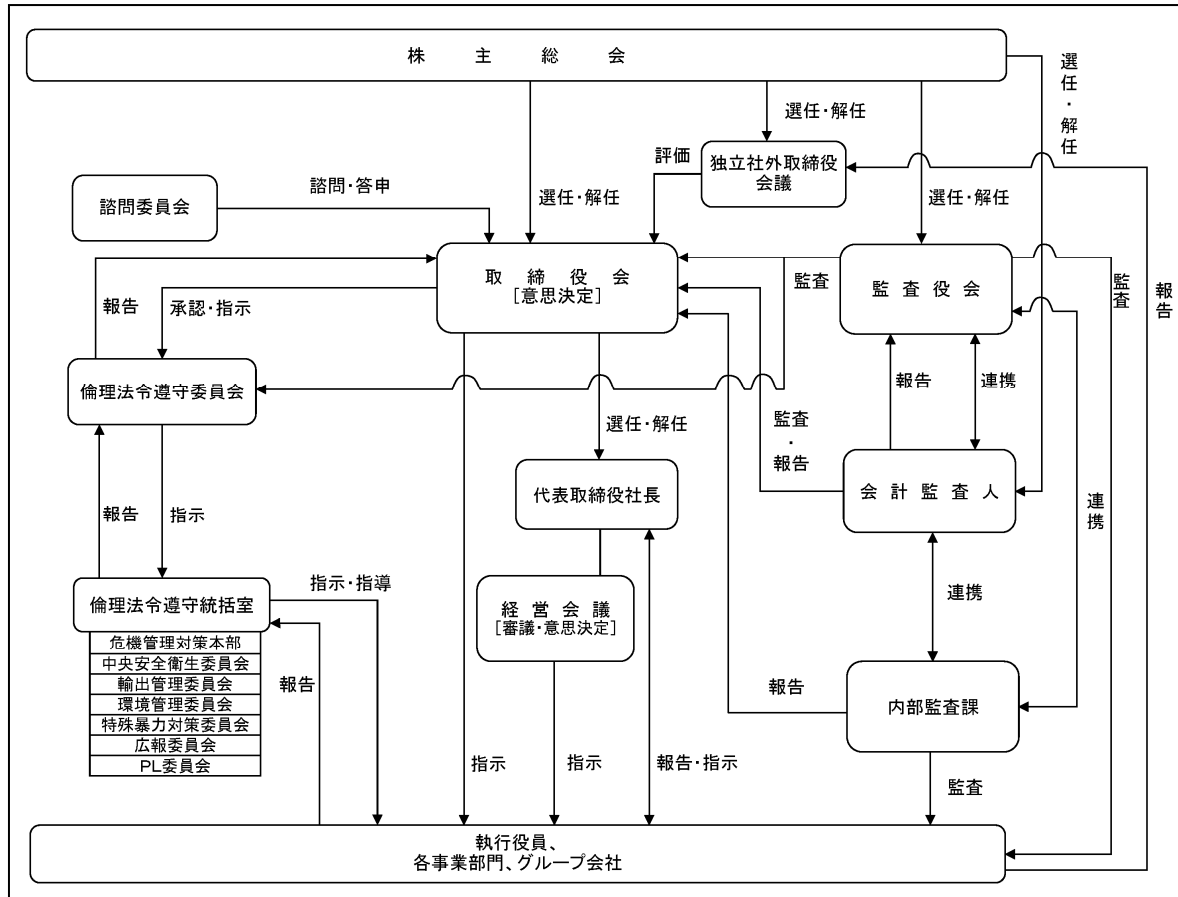 株主総会
選任・解任
選任・解任
評価
独立社外取締役
会議
諮問・答申
諮問委員会
選任・解任
選任・解任
取締役会
[意思決定]
監査
監査役会
監査
報告
報告
承認・指示
倫理法令遵守委員会
報告
連携
選任・解任
監査・報告
代表取締役社長
会計監査人
連携
報告
指示
倫理法令遵守統括室
指示・指導
経営会議
[審議・意思決定]
連携
危機管理対策本部
中央安全衛生委員会
輸出管理委員会
環境管理委員会
特殊暴力対策委員会
広報委員会
PL委員会
報告
報告
内部監査課
指示
指示
報告・指示
監査
執行役員、
各事業部門、グループ会社